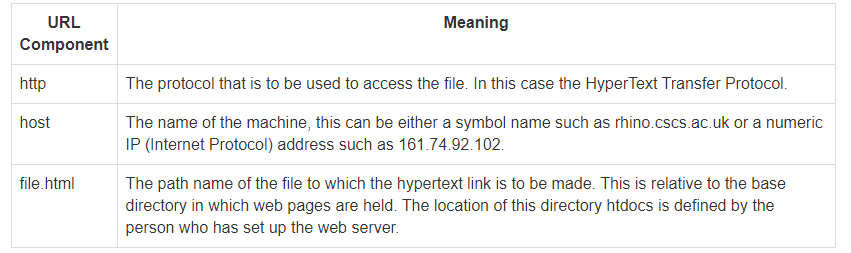 URL Component
Meaning
http
The protocol that is to be used to access the file. In this case the HyperText Transfer Protocol.
host
The name of the machine, this can be either a symbol name such as rhino.cscs.ac.uk or a numeric
IP (Internet Protocol) address such as 161.74.92.102.
file.html
The path name of the file to which the hypertext link is to be made. This is relative to the base
directory in which web pages are held. The location of this directory htdocs is defined by the
person who has set up the web server.